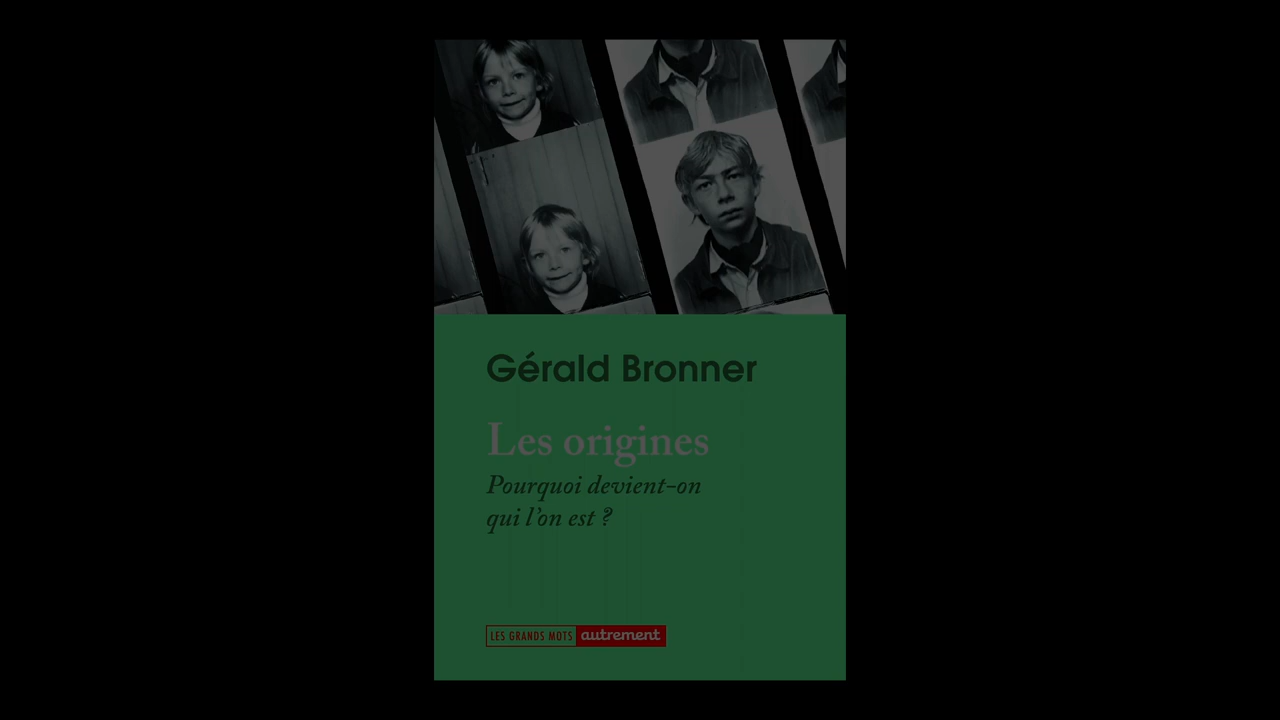 Gérald Bronner
Les origines
Pourquoi devient-on
qui l'on est ?
LES GRANDS MOTS autrement